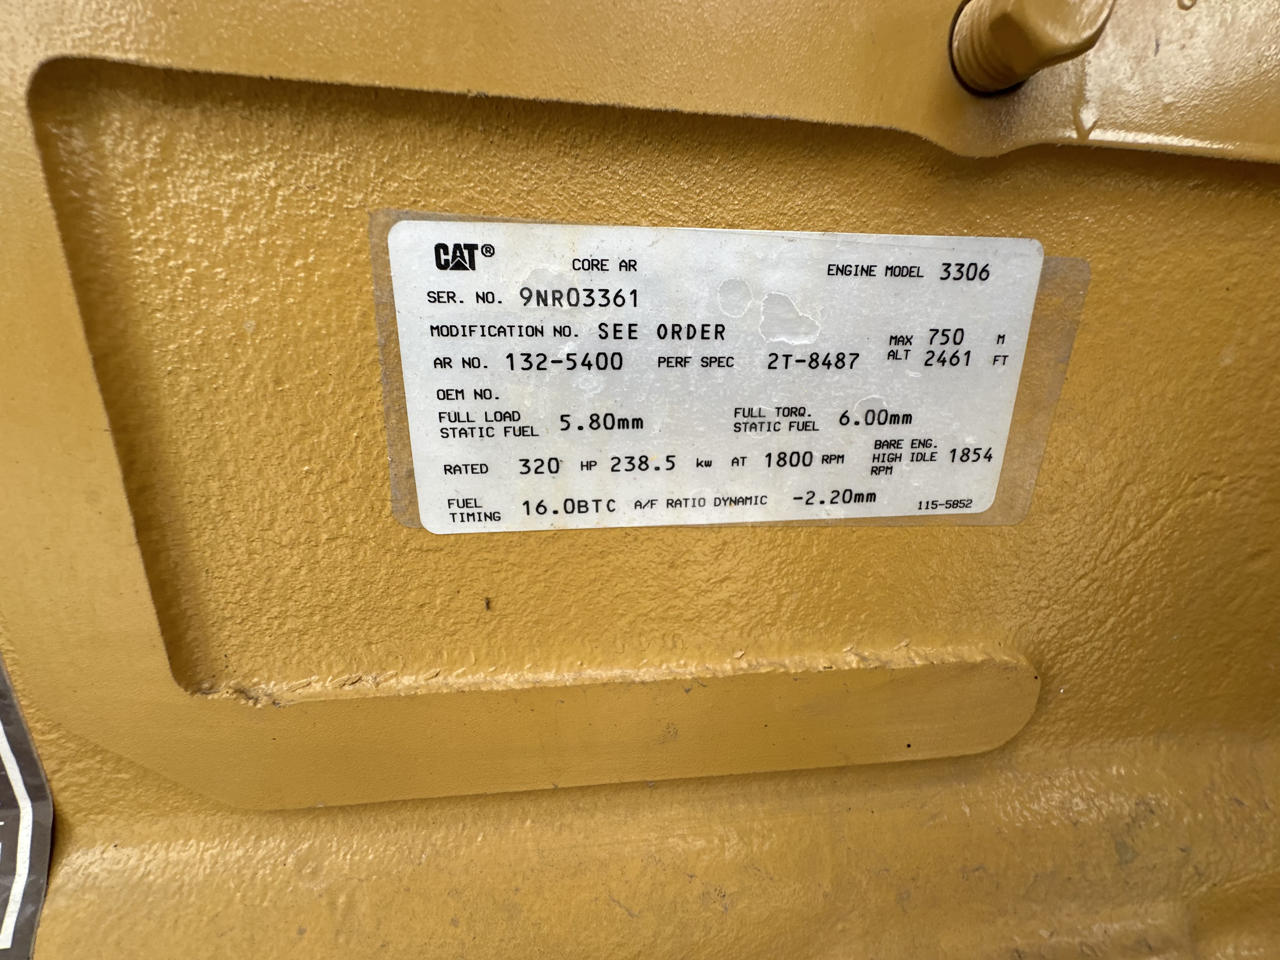 CAT®
CORE AR
ENGINE MODEL 3306
SER. NO. 9NR03361
MODIFICATION NO. SEE ORDER
MAX ALT 750 M
2461 FT
AR NO. 132-5400 PERF SPEC 2T-8487
OEM NO.
FULL LOAD STATIC FUEL 5.80mm
FULL TORQ. STATIC FUEL 6.00mm
RATED 320 HP 238.5 kw AT 1800 RPM
BARE ENG. HIGH IDLE RPM 1854
FUEL TIMING 16.0BTC A/F RATIO DYNAMIC -2.20mm
115-5852